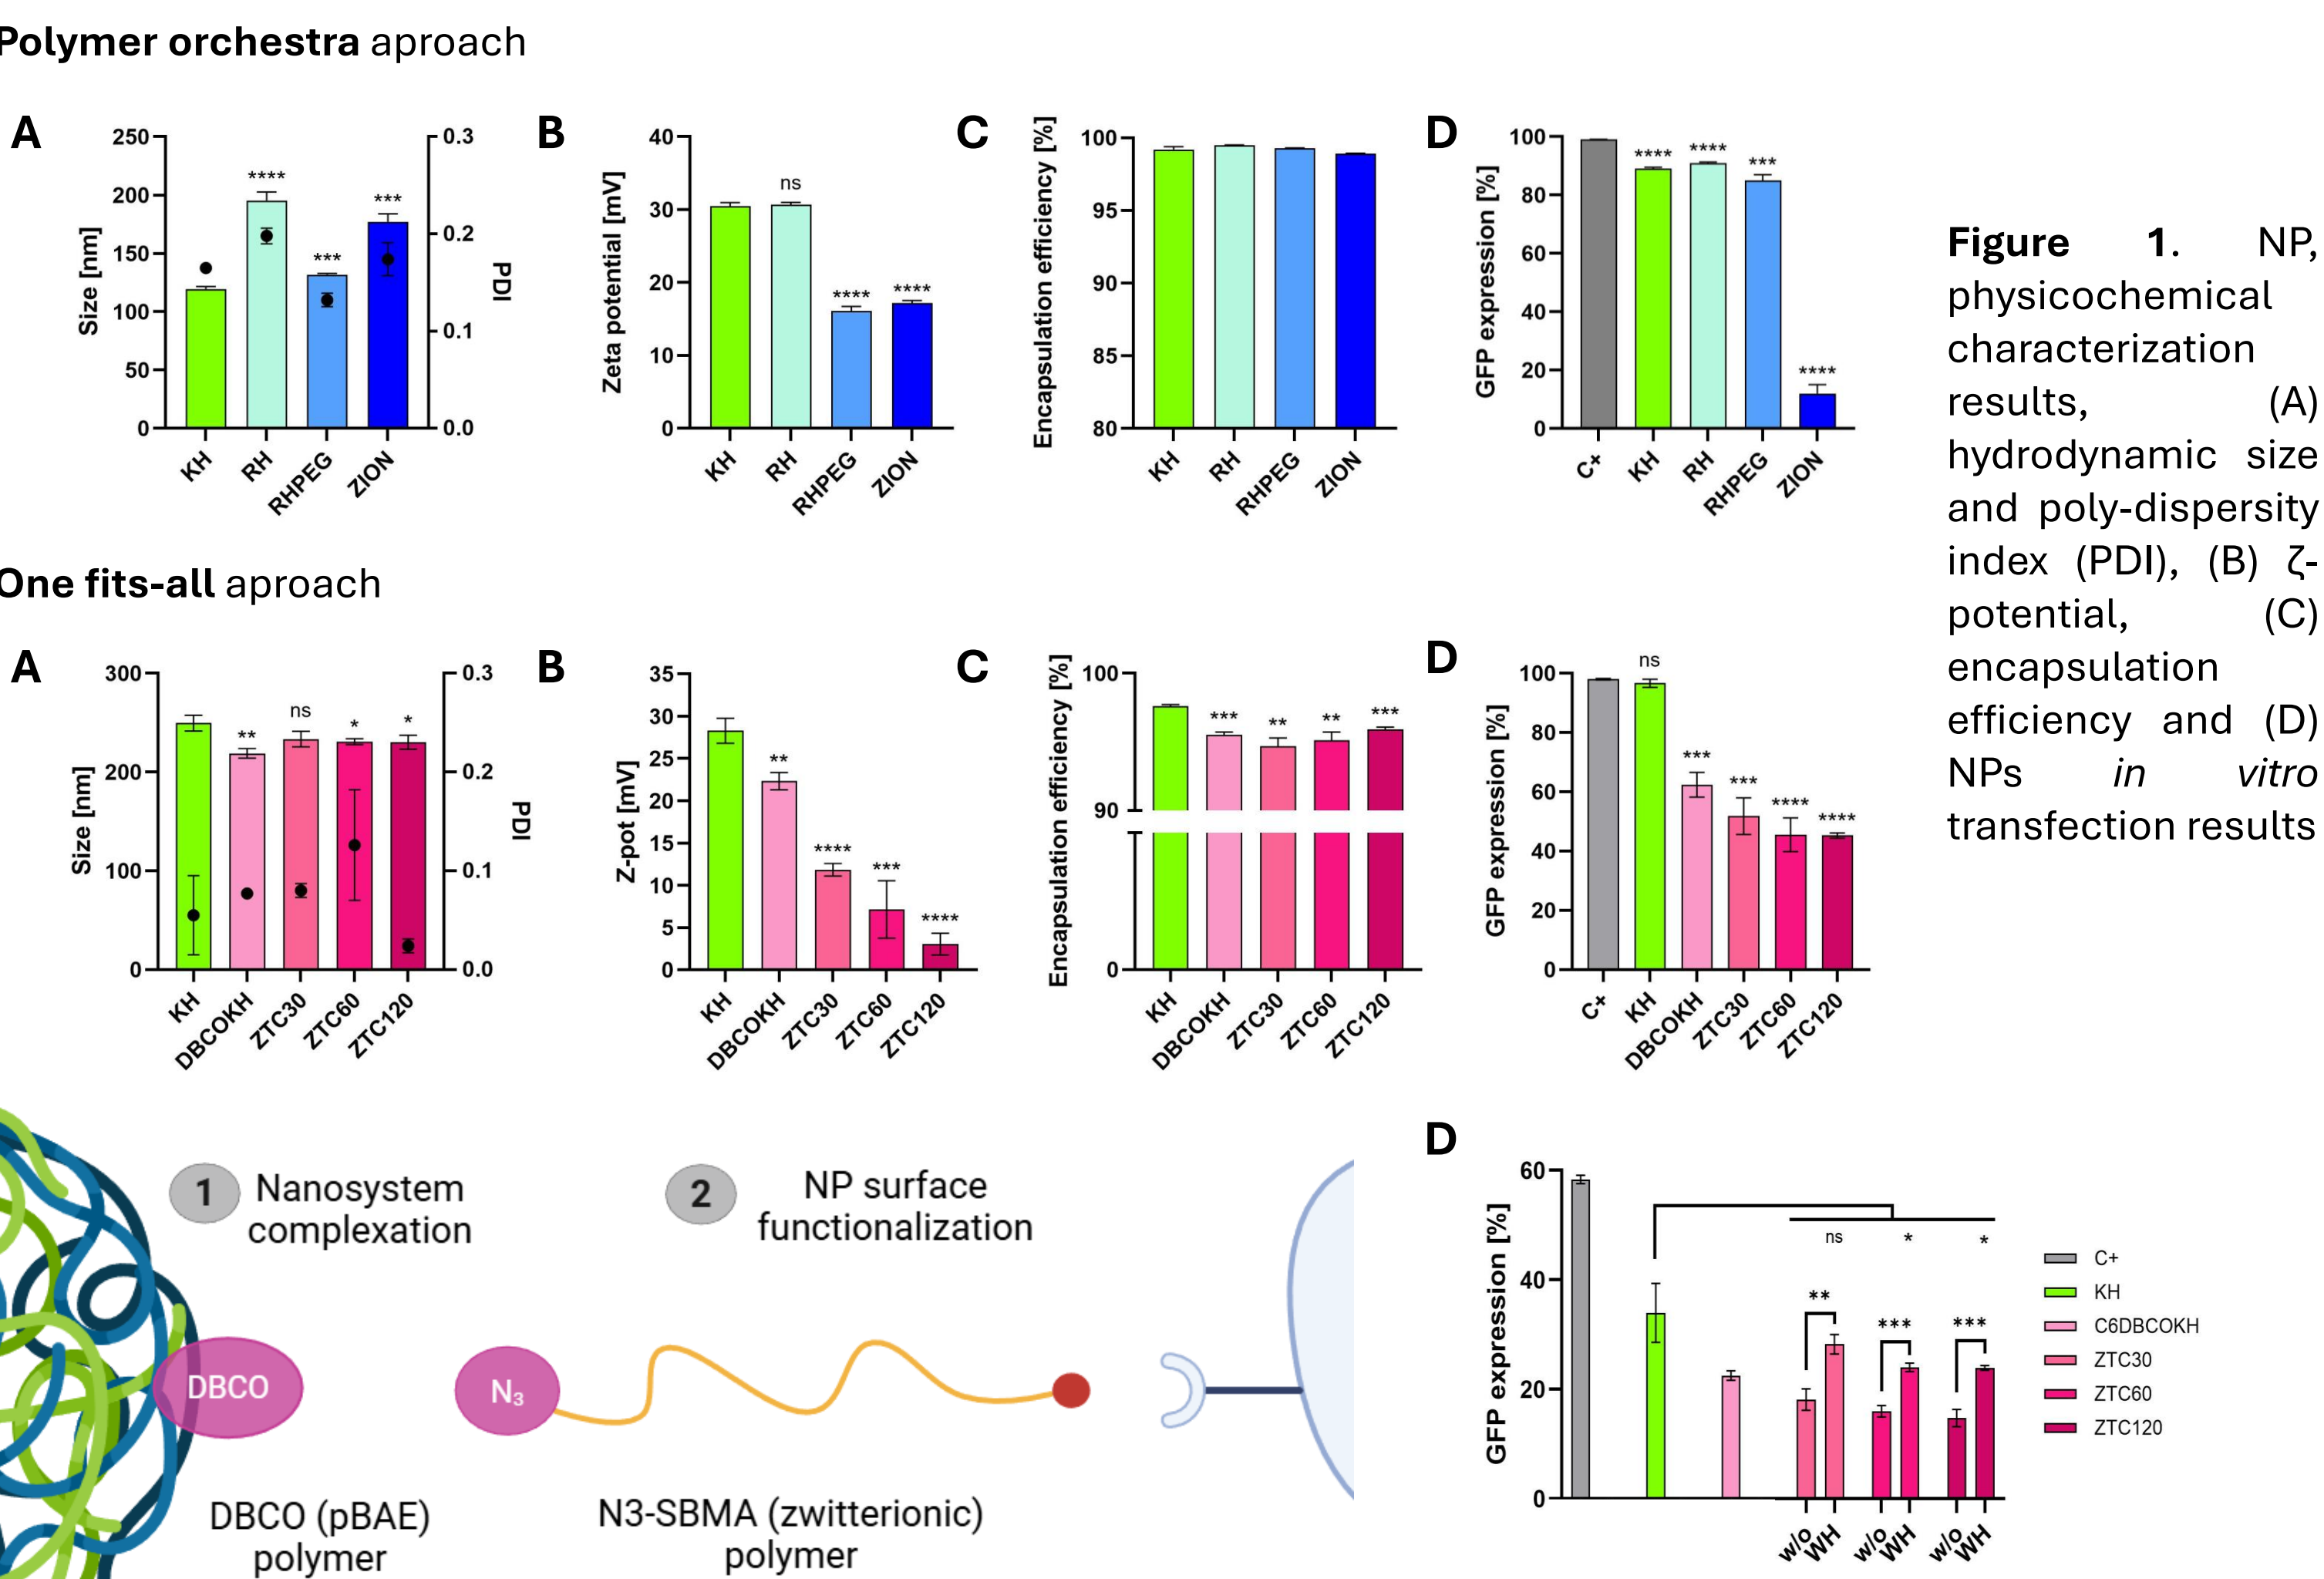 Polymer orchestra aproach
A
Size [nm]
250
200
150
100
50
0
****
***
***
0.3
0.2
0.1
0.0
PDI
KH
RH
RHPEG
ZION
B
Zeta potential [mV]
40
30
20
10
0
ns
****
****
KH
RH
RHPEG
ZION
C
Encapsulation efficiency [%]
100
95
90
85
80
KH
RH
RHPEG
ZION
D
GFP expression [%]
100
80
60
40
20
0
****
****
***
****
C+
KH
RH
RHPEG
ZION
Figure 1. NP,
physicochemical
characterization
results, (A)
hydrodynamic size
and poly-dispersity
index (PDI), (B) ζ-
potential, (C)
encapsulation
efficiency and (D)
NPs in vitro
transfection results
One fits-all aproach
A
Size [nm]
300
200
100
0
**
ns
*
*
0.3
0.2
0.1
0.0
PDI
KH
DBCOKH
ZTC30
ZTC60
ZTC120
B
Z-pot [mV]
35
30
25
20
15
10
5
0
**
****
***
****
KH
DBCOKH
ZTC30
ZTC60
ZTC120
C
Encapsulation efficiency [%]
100
90
0
***
**
**
***
KH
DBCOKH
ZTC30
ZTC60
ZTC120
D
GFP expression [%]
100
80
60
40
20
0
ns
***
***
****
****
C+
KH
DBCOKH
ZTC30
ZTC60
ZTC120
1
Nanosystem
complexation
2
NP surface
functionalization
DBCO
N3
DBCO (pBAE)
polymer
N3-SBMA (zwitterionic)
polymer
D
GFP expression [%]
60
40
20
0
ns
*
*
**
***
***
w/o
WH
w/o
WH
w/o
WH
C+
KH
C6DBCOKH
ZTC30
ZTC60
ZTC120